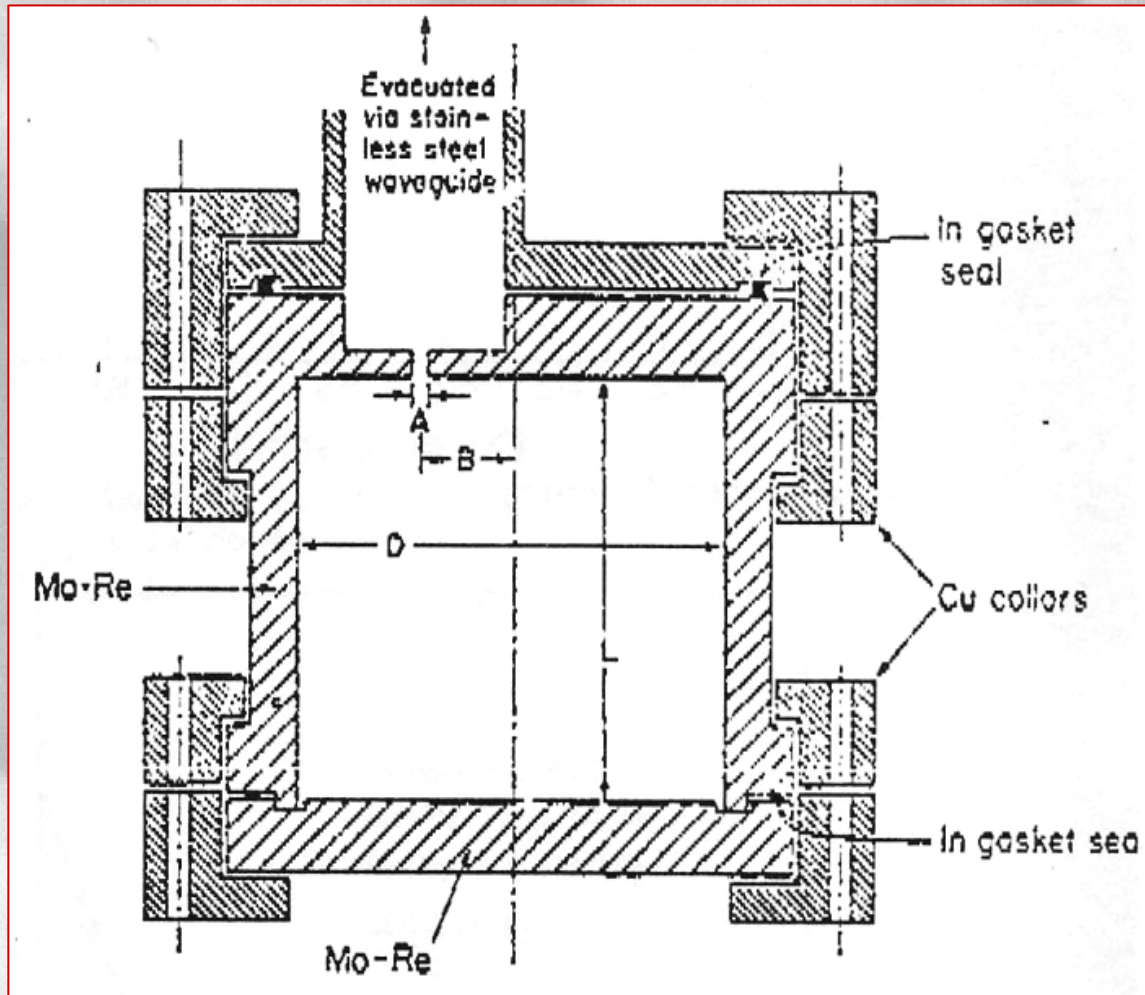 Evacuated
via stain-
less steel
waveguide
In gasket
seal
A
B
D
L
Mo-Re
Cu collars
In gasket sea
Mo-Re